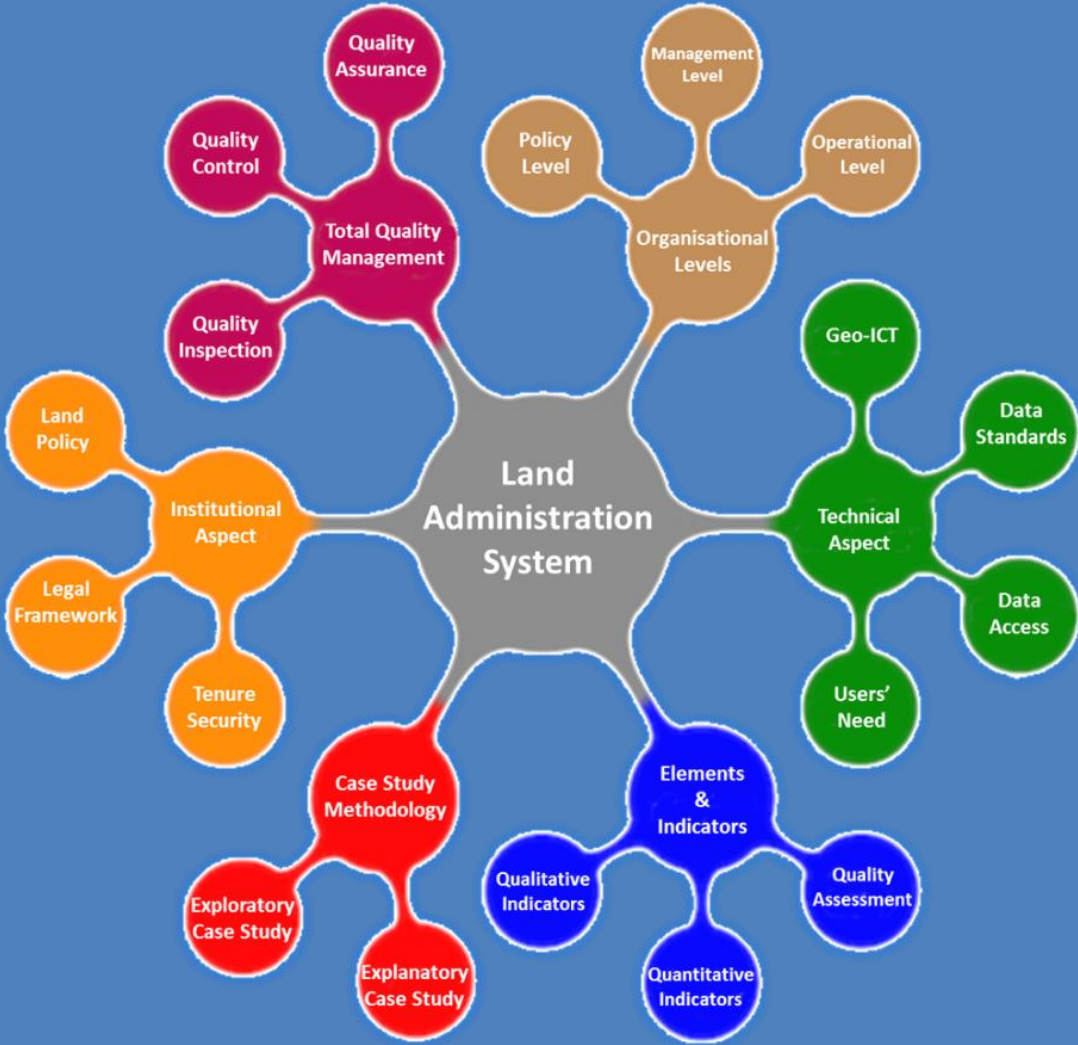 Land
Administration
System
Total Quality
Management
Quality
Assurance
Quality
Control
Quality
Inspection
Organisational
Levels
Policy
Level
Management
Level
Operational
Level
Technical
Aspect
Geo-ICT
Data
Standards
Data
Access
Users’
Need
Elements
&
Indicators
Quality
Assessment
Quantitative
Indicators
Qualitative
Indicators
Case Study
Methodology
Explanatory
Case Study
Exploratory
Case Study
Institutional
Aspect
Tenure
Security
Legal
Framework
Land
Policy